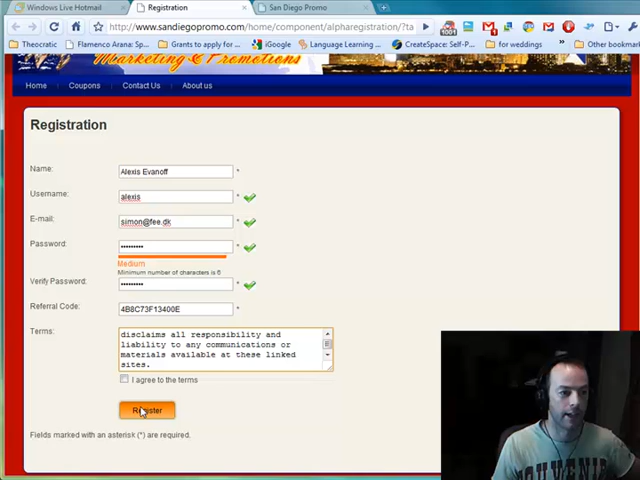 Windows Live Hotmail
Registration
San Diego Promo
www.sandiegopromo.com/home/component/alpharegistration/?ta
1001
Theocratic
Flamenco Arana: Sp...
Grants to apply for ...
iGoogle
Language Learning ...
CreateSpace: Self-P...
for weddings
Other bookmarks
Marketing & Promotions
Home
Coupons
Contact Us
About us
Registration
Name:
Alexis Evanoff
*
Username:
alexis
*
E-mail:
simon@fee.dk
*
Password:
*********
*
Medium
Minimum number of characters is 6
Verify Password:
*********
*
Referral Code:
4B8C73F13400E
*
Terms:
disclaims all responsibility and
liability to any communications or
materials available at these linked
sites.
I agree to the terms
Register
Fields marked with an asterisk (*) are required.
SOUVENIR